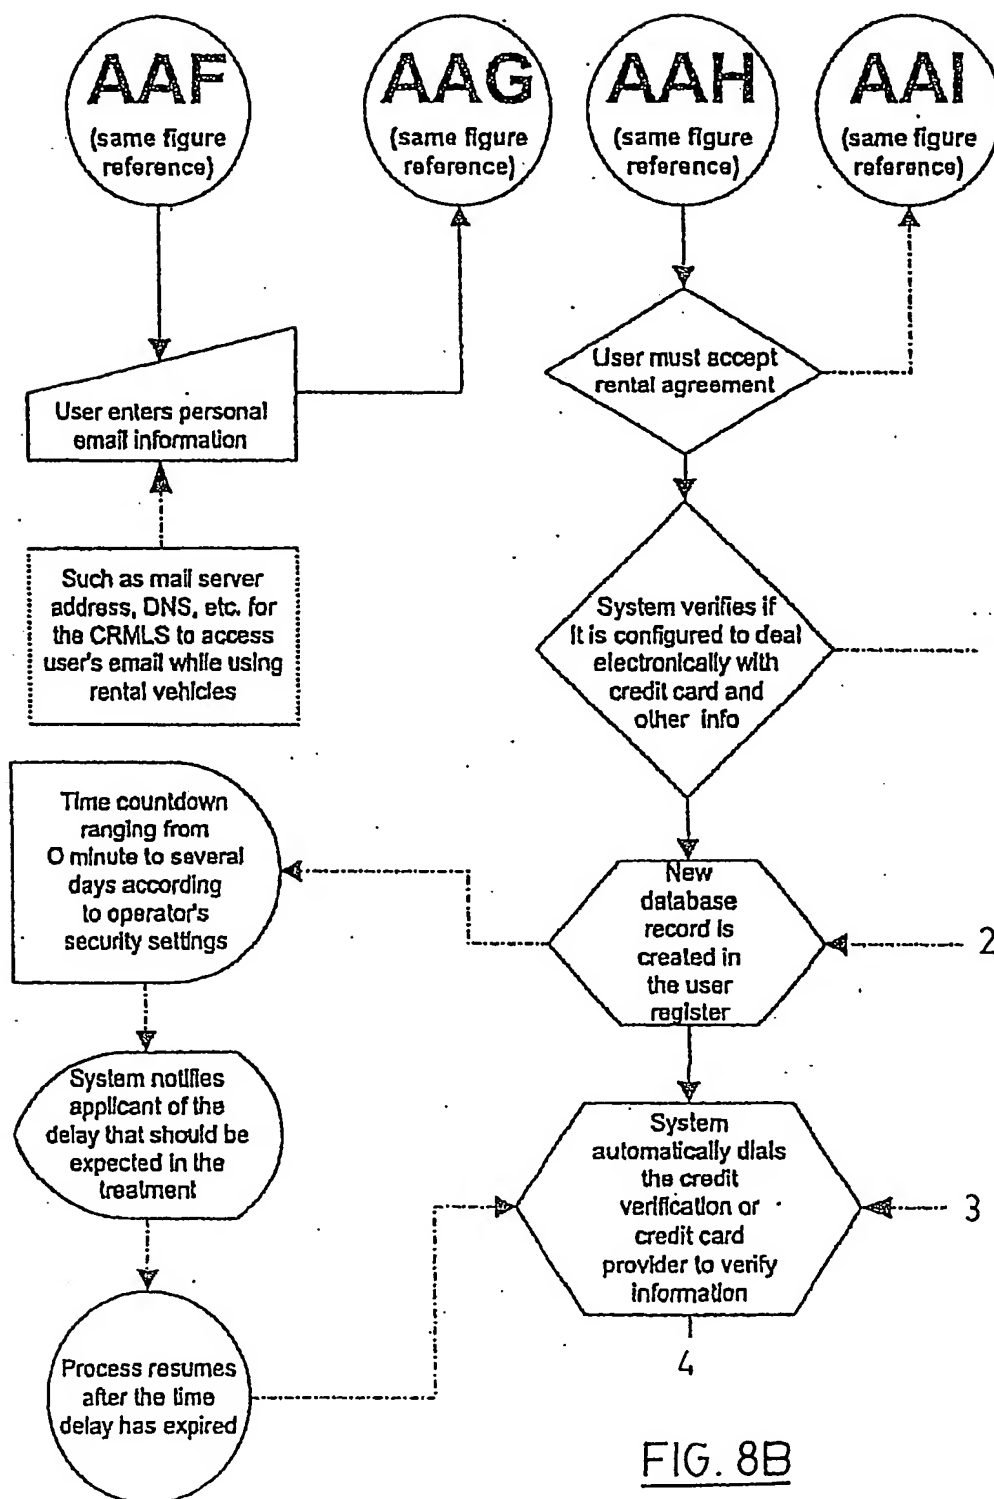 AAF
(same figure
reference)
AAG
(same figure
reference)
AAH
(same figure
reference)
AAI
(same figure
reference)
User enters personal
email information
User must accept
rental agreement
Such as mail server
address, DNS, etc. for
the CRMLS to access
user's email while using
rental vehicles
System verifies if
it is configured to deal
electronically with
credit card and
other info
Time countdown
ranging from
0 minute to several
days according
to operator's
security settings
New
database
record is
created in
the user
register
2
System notifies
applicant of the
delay that should be
expected in the
treatment
System
automatically dials
the credit
verification or
credit card
provider to verify
information
3
4
Process resumes
after the time
delay has expired
FIG. 8B